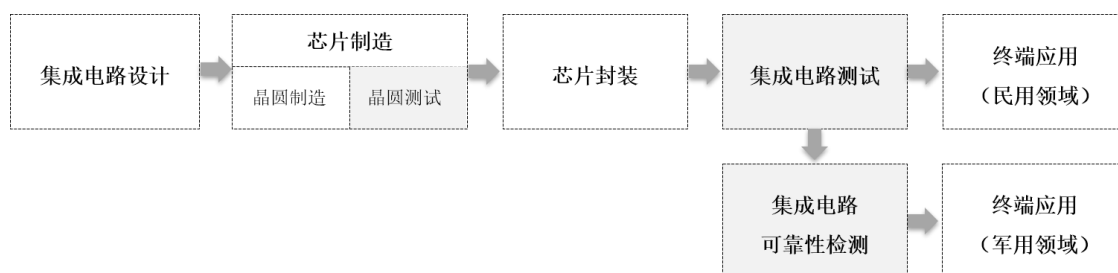 集成电路设计
芯片制造
晶圆制造
晶圆测试
芯片封装
集成电路测试
终端应用
（民用领域）
集成电路
可靠性检测
终端应用
（军用领域）